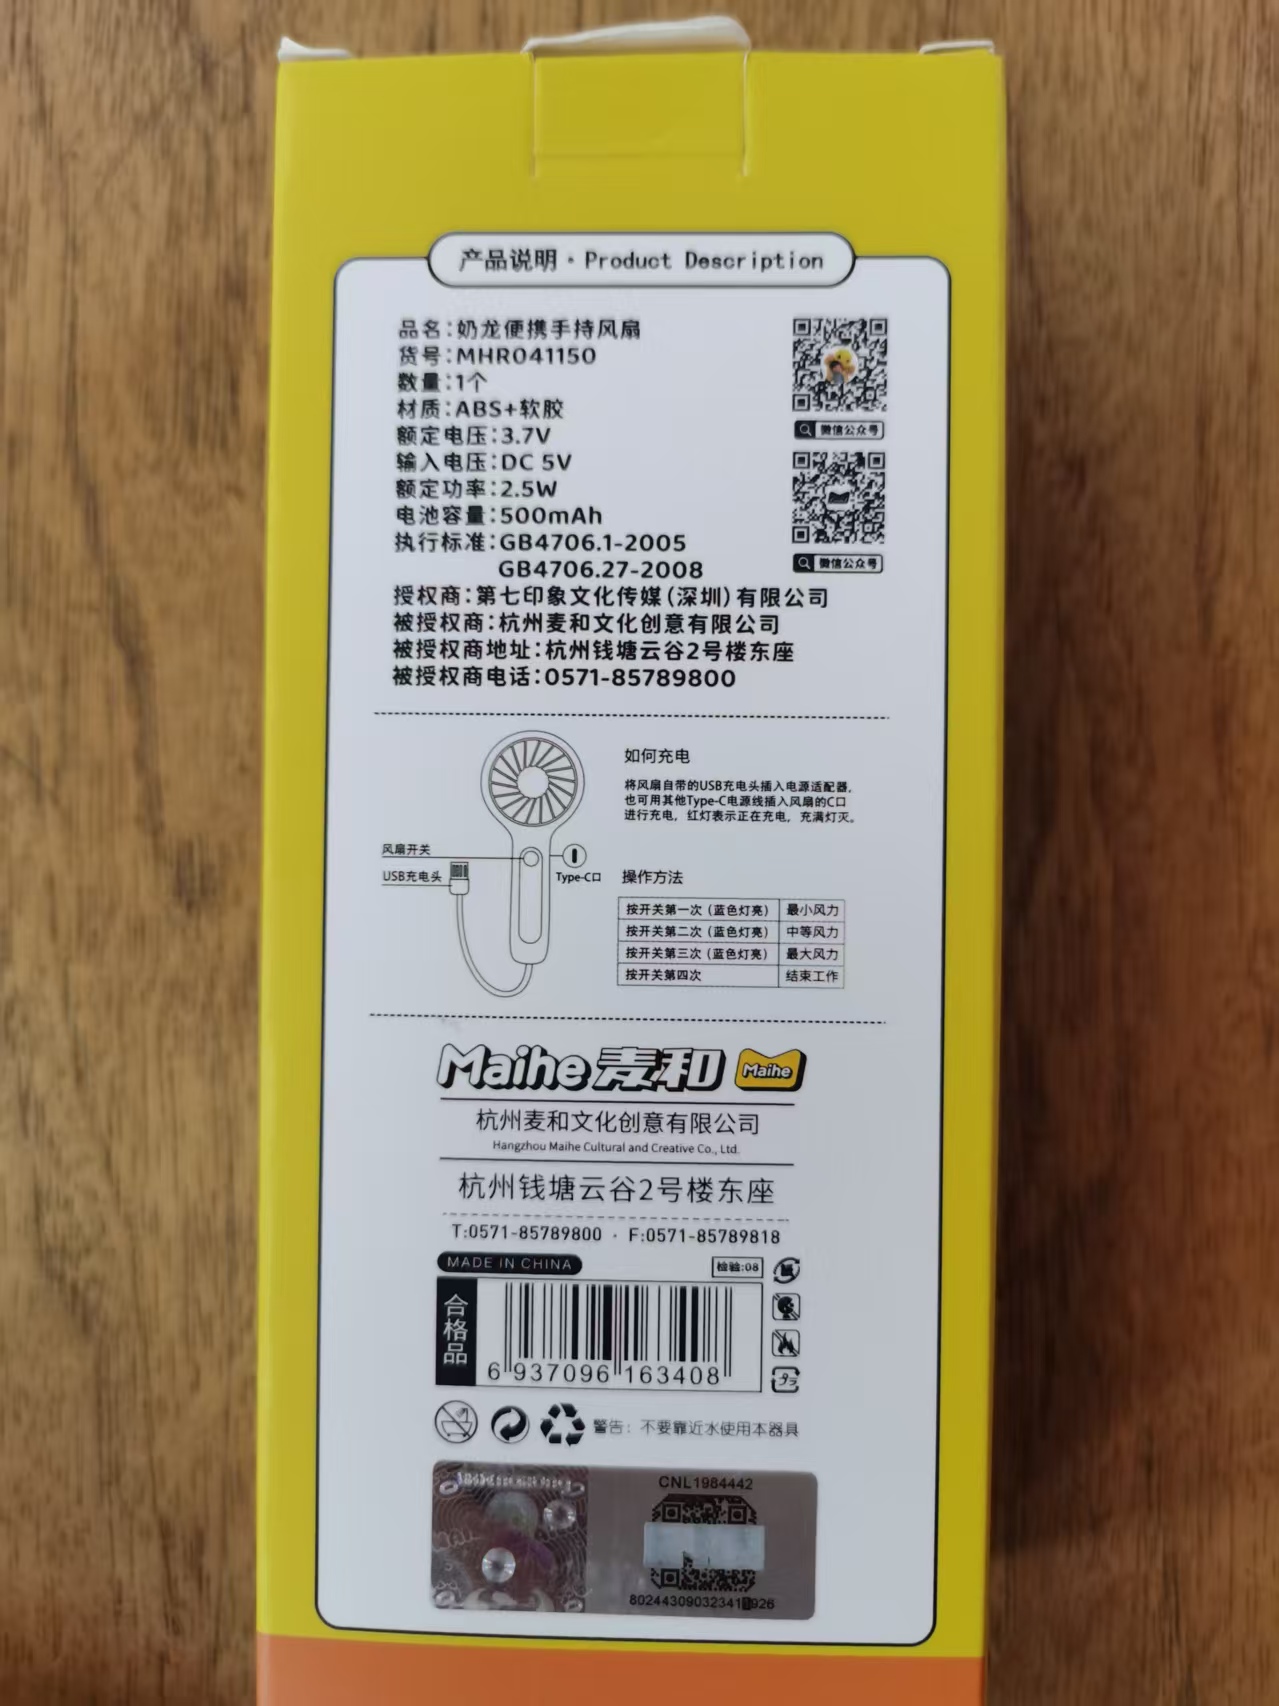 产品说明·Product Description
品名:奶龙便携手持风扇
货号:MHR041150
数量:1个
材质:ABS+软胶
额定电压:3.7V
输入电压:DC 5V
额定功率:2.5W
电池容量:500mAh
执行标准:GB4706.1-2005
GB4706.27-2008
授权商:第七印象文化传媒(深圳)有限公司
被授权商:杭州麦和文化创意有限公司
被授权商地址:杭州钱塘云谷2号楼东座
被授权商电话:0571-85789800
微信公众号
微信公众号
如何充电
将风扇自带的USB充电头插入电源适配器,
也可用其他Type-C电源线插入风扇的C口
进行充电,红灯表示正在充电,充满灯灭。
风扇开关
USB充电头
Type-C口
操作方法
按开关第一次(蓝色灯亮) 最小风力
按开关第二次(蓝色灯亮) 中等风力
按开关第三次(蓝色灯亮) 最大风力
按开关第四次 结束工作
Maihe麦和 Maihe
杭州麦和文化创意有限公司
Hangzhou Maihe Cultural and Creative Co., Ltd.
杭州钱塘云谷2号楼东座
T:0571-85789800 · F:0571-85789818
MADE IN CHINA
检验:08
合格品
6 937096 163408
プラ
警告:不要靠近水使用本器具
CNL1984442